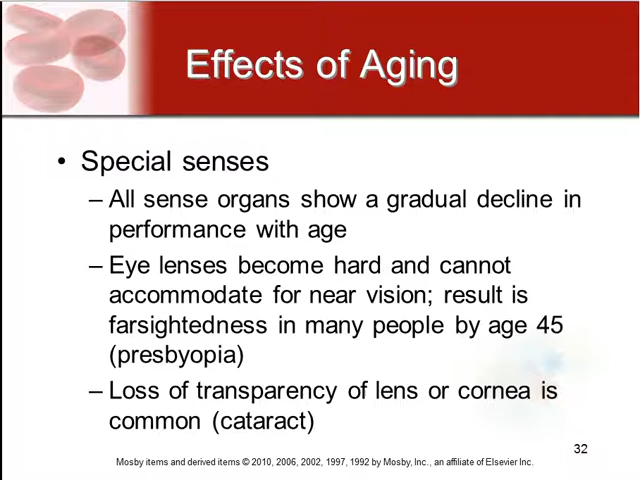 Effects of Aging
• Special senses
– All sense organs show a gradual decline in
performance with age
– Eye lenses become hard and cannot
accommodate for near vision; result is
farsightedness in many people by age 45
(presbyopia)
– Loss of transparency of lens or cornea is
common (cataract)
32
Mosby items and derived items © 2010, 2006, 2002, 1997, 1992 by Mosby, Inc., an affiliate of Elsevier Inc.